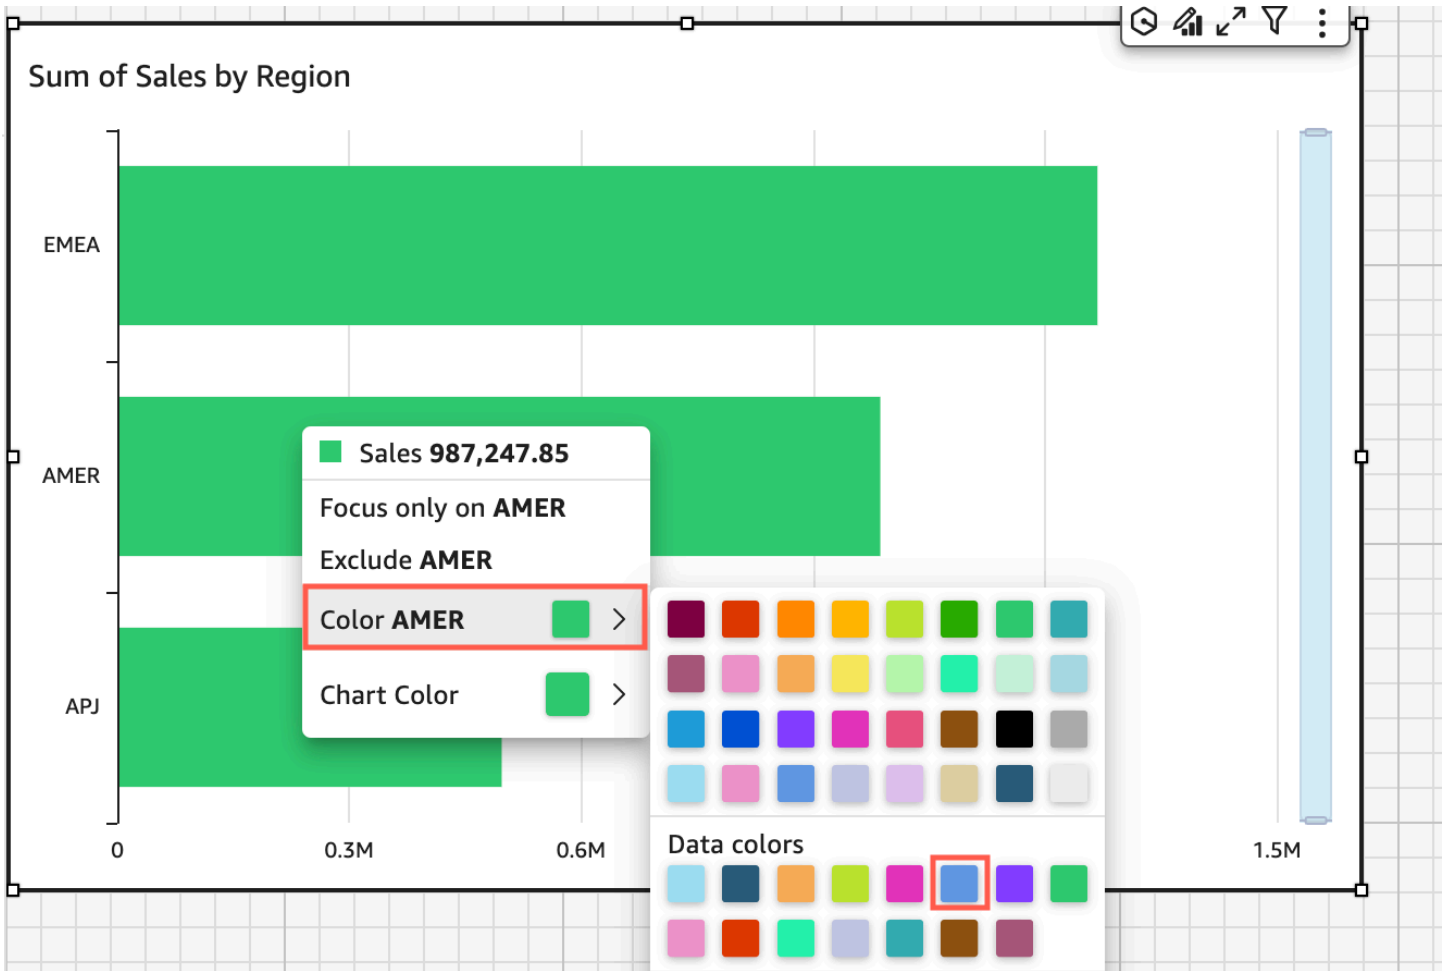 Sum of Sales by Region
EMEA
AMER
APJ
Sales 987,247.85
Focus only on AMER
Exclude AMER
Color AMER
Chart Color
Data colors
0
0.3M
0.6M
1.5M